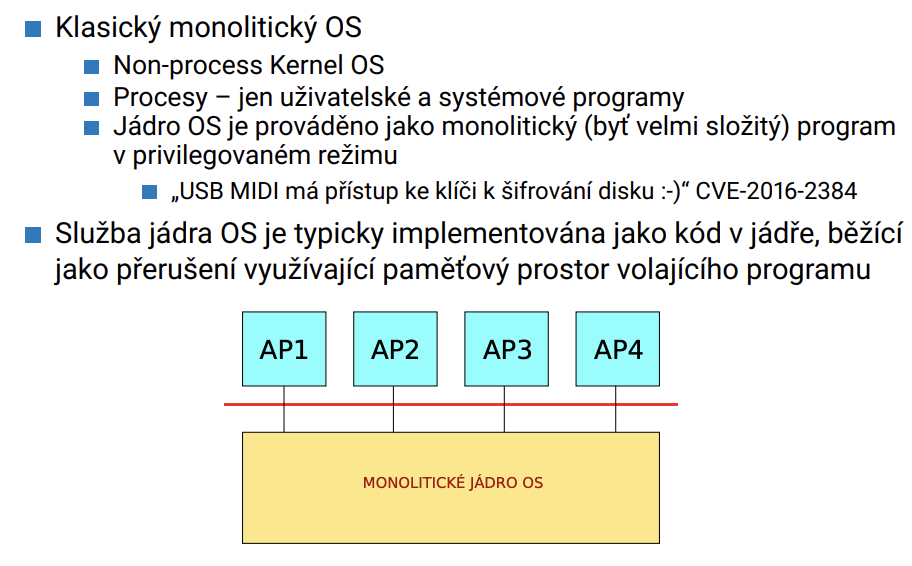 Klasický monolitický OS
Non-process Kernel OS
Procesy – jen uživatelské a systémové programy
Jádro OS je prováděno jako monolitický (byť velmi složitý) program
v privilegovaném režimu
„USB MIDI má přístup ke klíči k šifrování disku :-)“ CVE-2016-2384
Služba jádra OS je typicky implementována jako kód v jádře, běžící
jako přerušení využívající paměťový prostor volajícího programu
AP1 AP2 AP3 AP4
MONOLITICKÉ JÁDRO OS